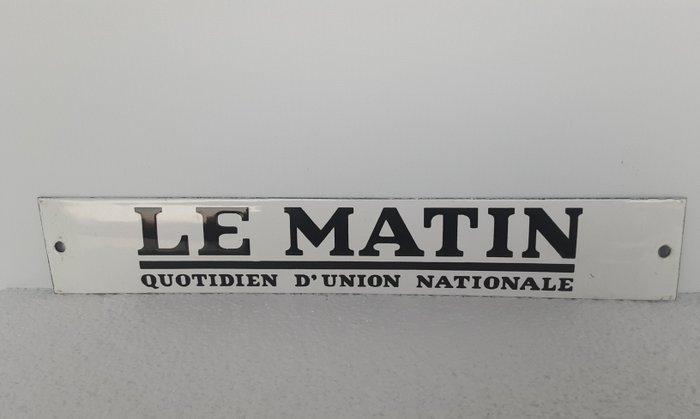 LE MATIN
QUOTIDIEN D'UNION NATIONALE